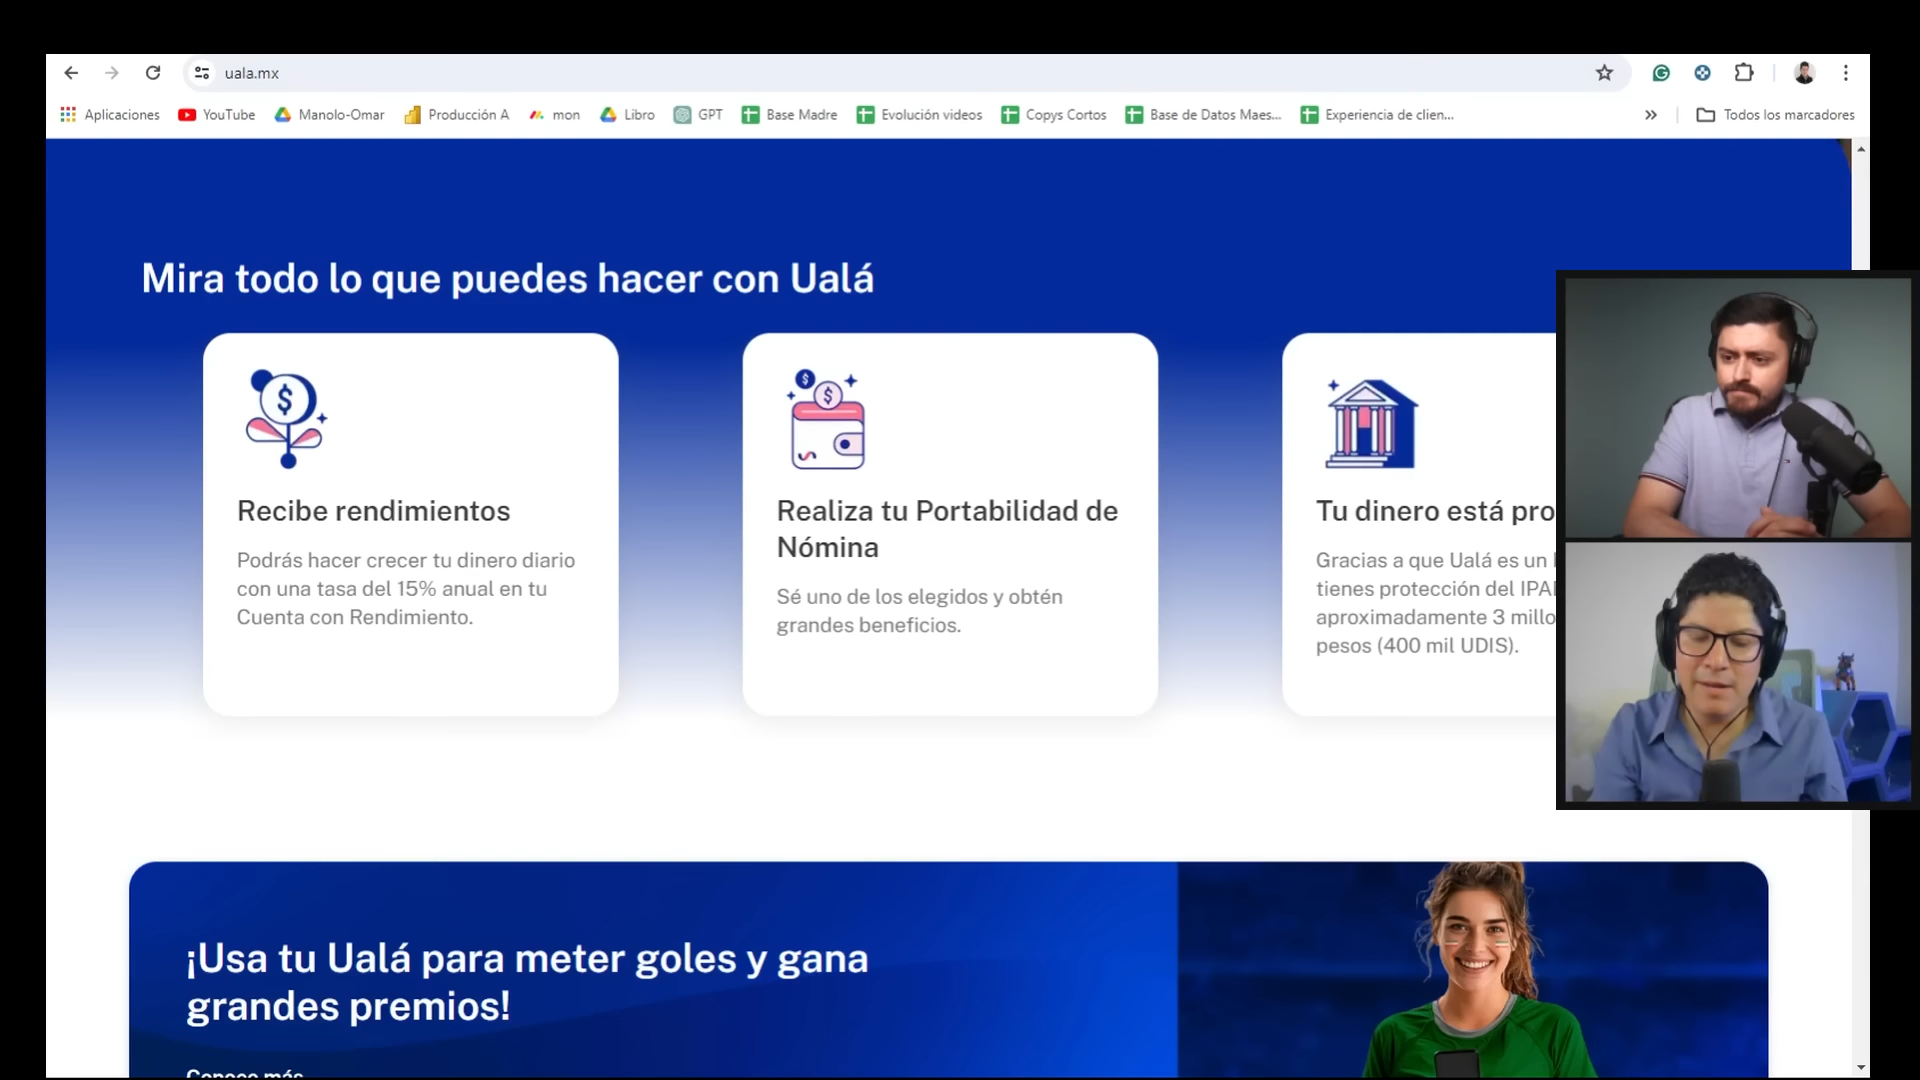 uala.mx
Aplicaciones YouTube Manolo-Omar Producción A mon Libro GPT Base Madre Evolución videos Copys Cortos Base de Datos Maes... Experiencia de clien... » Todos los marcadores
Mira todo lo que puedes hacer con Ualá
Recibe rendimientos
Podrás hacer crecer tu dinero diario
con una tasa del 15% anual en tu
Cuenta con Rendimiento.
Realiza tu Portabilidad de
Nómina
Sé uno de los elegidos y obtén
grandes beneficios.
Tu dinero está pro
Gracias a que Ualá es un
tienes protección del IPA
aproximadamente 3 millo
pesos (400 mil UDIS).
¡Usa tu Ualá para meter goles y gana
grandes premios!
Conoce más